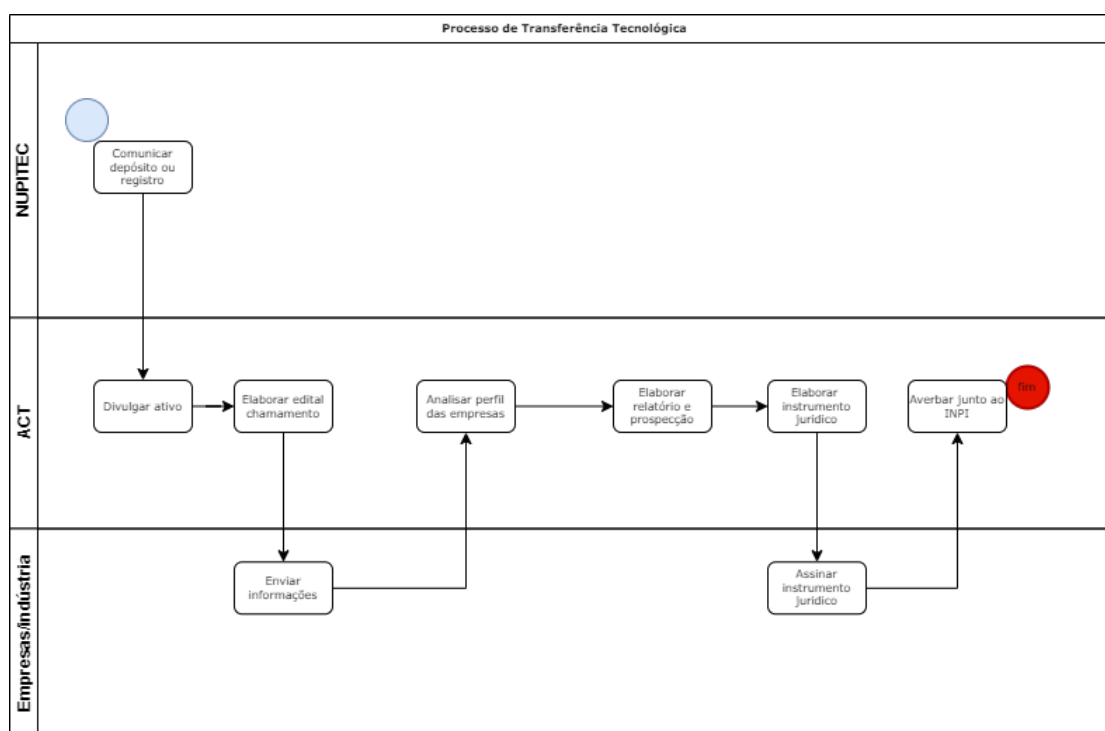 Processo de Transferência Tecnológica
NUPITEC
Comunicar
depósito ou
registro
ACT
Divulgar ativo
Elaborar edital
chamamento
Analisar perfil
das empresas
Elaborar
relatório e
prospecção
Elaborar
instrumento
jurídico
Averbar junto ao
INPI
fim
Empresas/indústria
Enviar
informações
Assinar
instrumento
jurídico